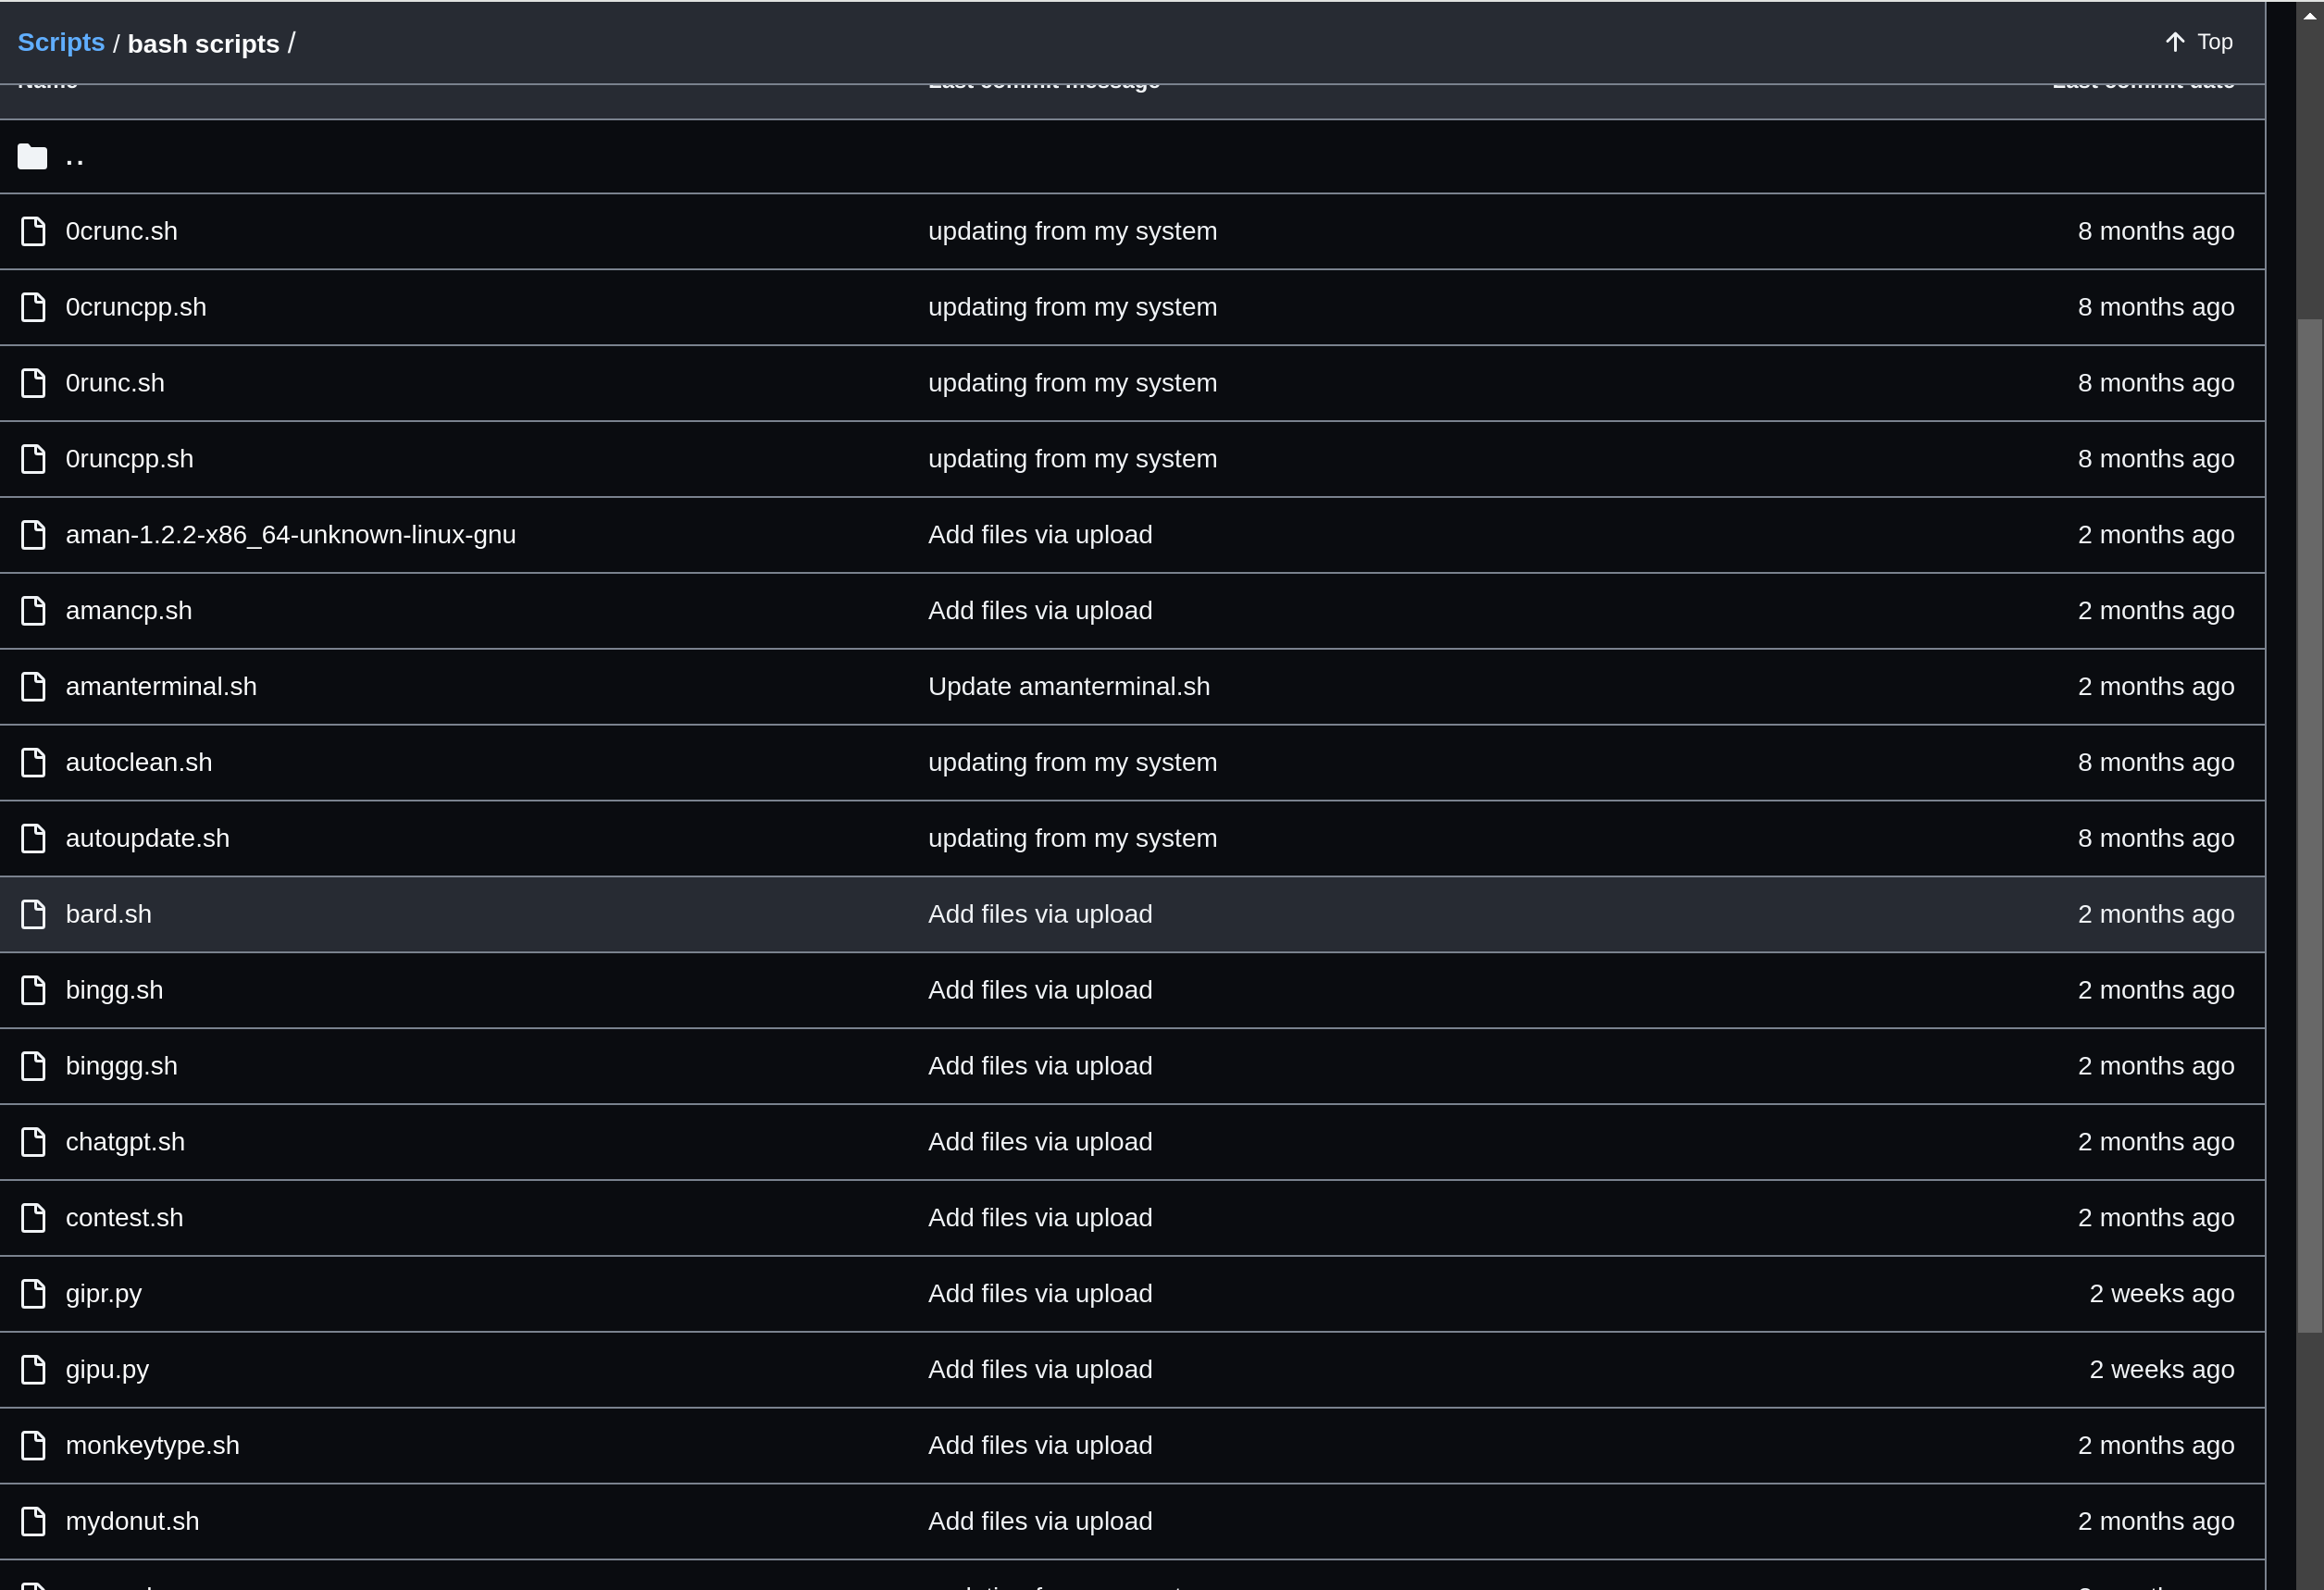 Scripts / bash scripts /
Top
Name Last commit message Last commit date
..
0crunc.sh updating from my system 8 months ago
0cruncpp.sh updating from my system 8 months ago
0runc.sh updating from my system 8 months ago
0runcpp.sh updating from my system 8 months ago
aman-1.2.2-x86_64-unknown-linux-gnu Add files via upload 2 months ago
amancp.sh Add files via upload 2 months ago
amanterminal.sh Update amanterminal.sh 2 months ago
autoclean.sh updating from my system 8 months ago
autoupdate.sh updating from my system 8 months ago
bard.sh Add files via upload 2 months ago
bingg.sh Add files via upload 2 months ago
binggg.sh Add files via upload 2 months ago
chatgpt.sh Add files via upload 2 months ago
contest.sh Add files via upload 2 months ago
gipr.py Add files via upload 2 weeks ago
gipu.py Add files via upload 2 weeks ago
monkeytype.sh Add files via upload 2 months ago
mydonut.sh Add files via upload 2 months ago